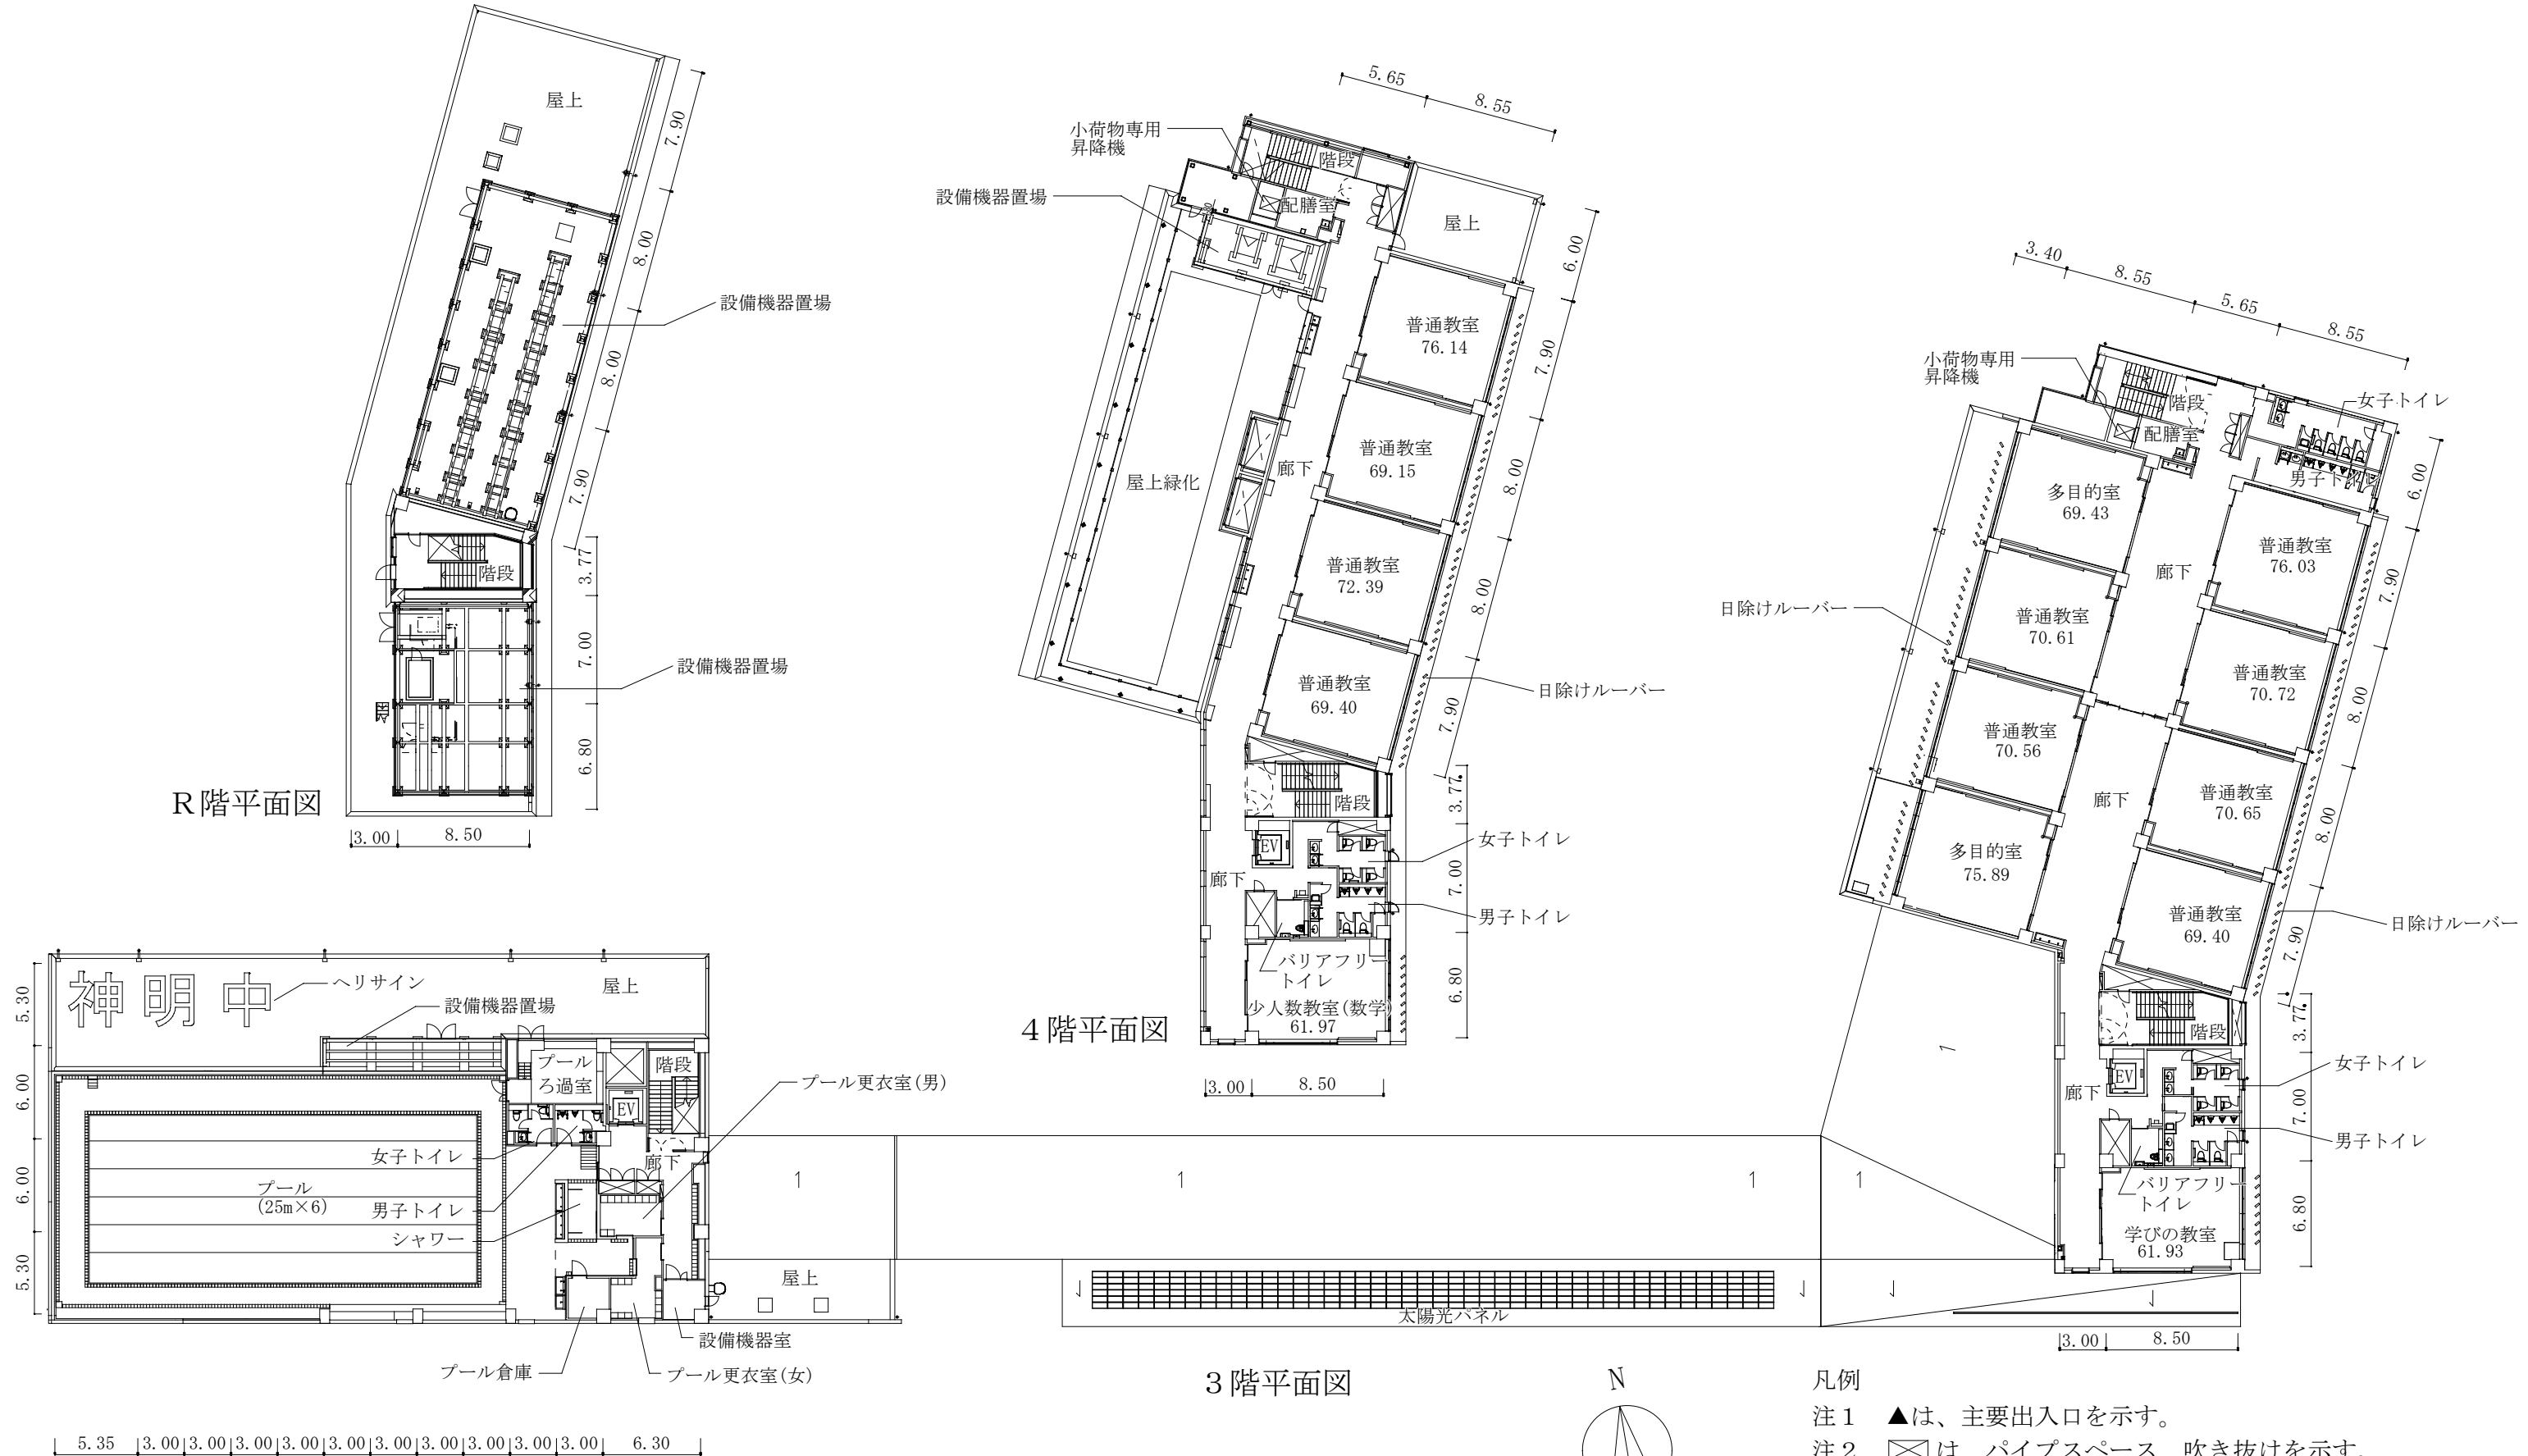 屋上
7.90
8.00
設備機器置場
8.00
7.90
階段
3.77
7.00
設備機器置場
6.80
R階平面図
3.00
8.50
5.65
8.55
小荷物専用
昇降機
階段
設備機器置場
配膳室
屋上
6.00
普通教室
76.14
7.90
普通教室
69.15
廊下
屋上緑化
8.00
普通教室
72.39
8.00
普通教室
69.40
日除けルーバー
7.90
階段
3.77
EV
女子トイレ
廊下
7.00
男子トイレ
バリアフリー
トイレ
6.80
少人数教室(数学)
61.97
4階平面図
3.00
8.50
3.40
8.55
5.65
8.55
小荷物専用
昇降機
階段
女子トイレ
配膳室
男子トイレ
6.00
多目的室
69.43
普通教室
76.03
廊下
7.90
日除けルーバー
普通教室
70.61
普通教室
70.72
8.00
普通教室
70.56
普通教室
70.65
廊下
8.00
多目的室
75.89
普通教室
69.40
日除けルーバー
7.90
階段
3.77
EV
女子トイレ
廊下
7.00
男子トイレ
バリアフリー
トイレ
6.80
学びの教室
61.93
3.00
8.50
5.30
神明中
ヘリサイン
屋上
設備機器置場
プール
ろ過室
階段
プール更衣室(男)
6.00
EV
女子トイレ
廊下
6.00
プール
(25m×6)
男子トイレ
シャワー
5.30
屋上
太陽光パネル
設備機器室
プール倉庫
プール更衣室(女)
3階平面図
N
凡例
注1 ▲は、主要出入口を示す。
注2 は、パイプスペース、吹き抜けを示す。
5.35 3.00 3.00 3.00 3.00 3.00 3.00 3.00 3.00 3.00 3.00 6.30